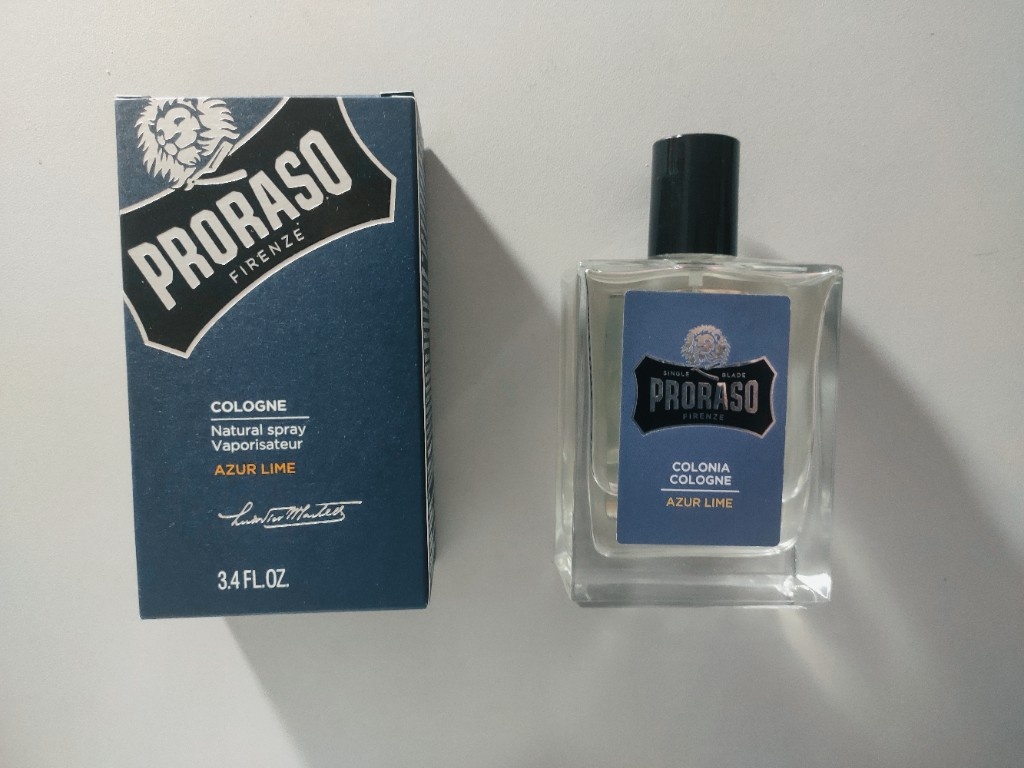 PRORASO
FIRENZE
COLOGNE
Natural spray
Vaporisateur
AZUR LIME
3.4 FL.OZ.
SINGLE BLADE
PRORASO
FIRENZE
COLONIA
COLOGNE
AZUR LIME